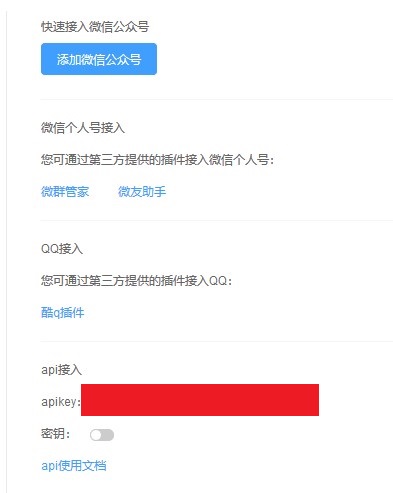 快速接入微信公众号
添加微信公众号
微信个人号接入
您可通过第三方提供的插件接入微信个人号：
微群管家 微友助手
QQ接入
您可通过第三方提供的插件接入QQ：
酷q插件
api接入
apikey:
密钥：
api使用文档